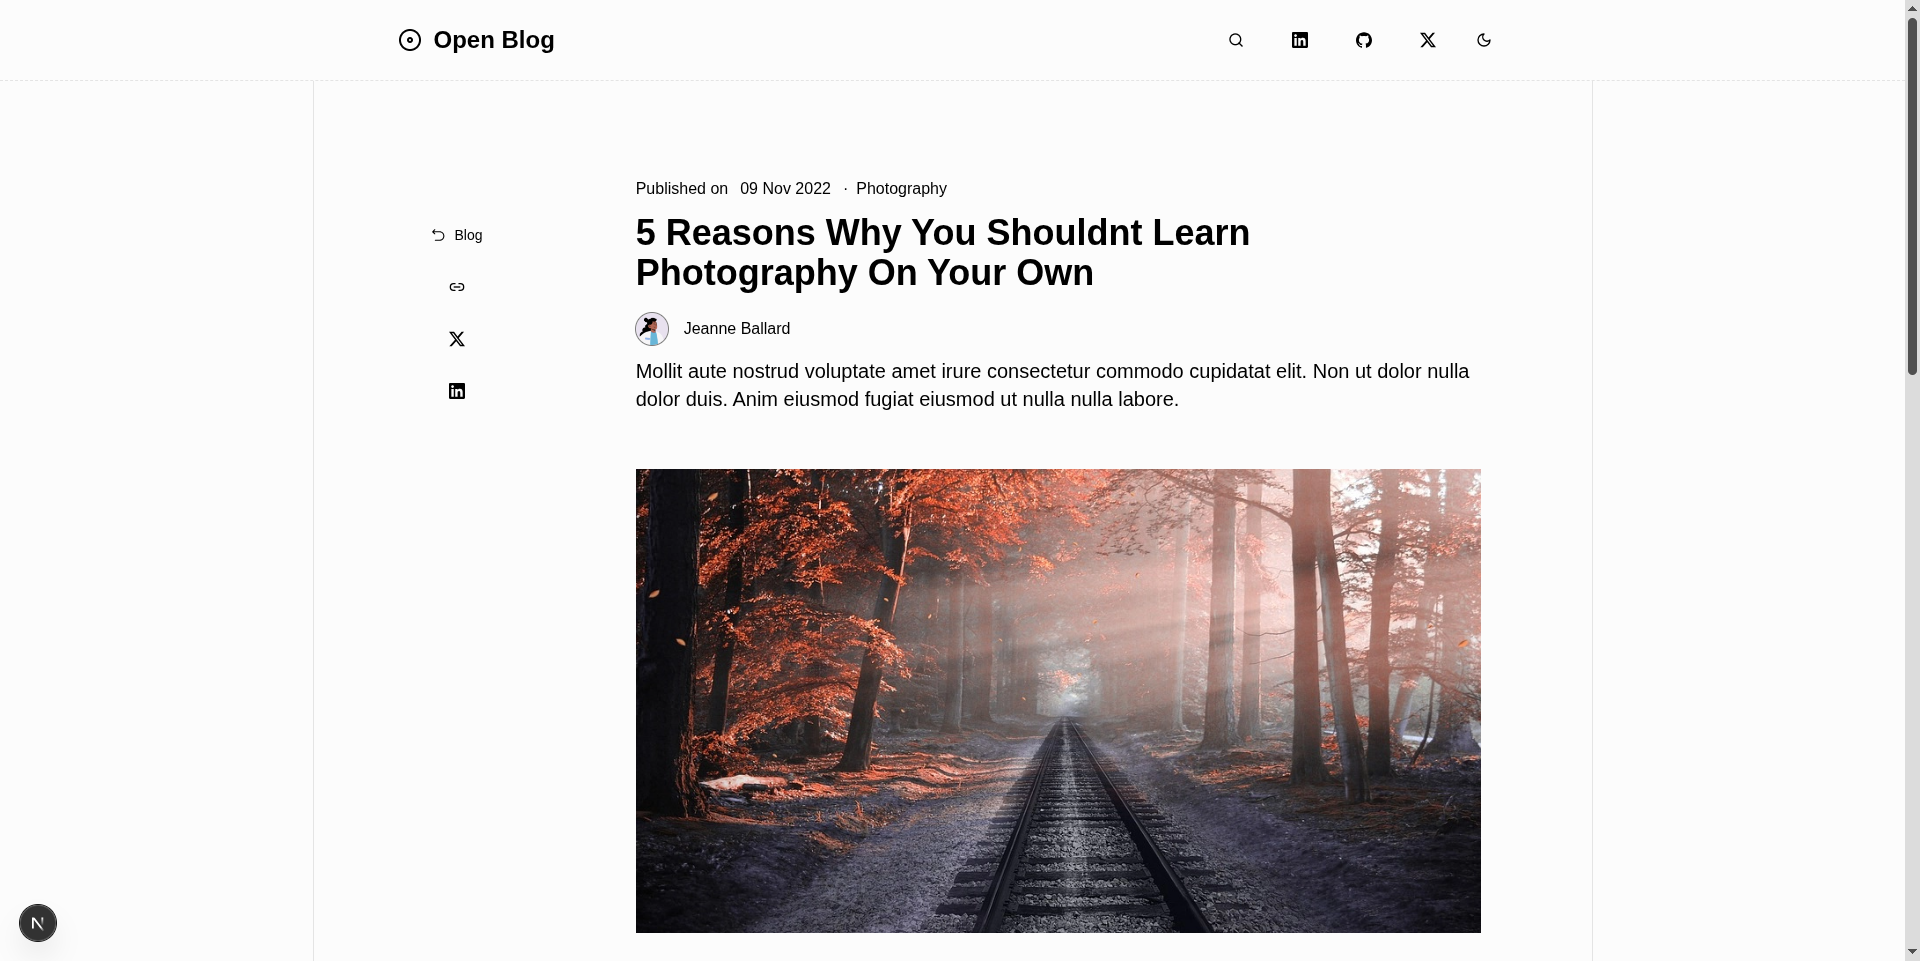 Open Blog
Published on 09 Nov 2022 · Photography
5 Reasons Why You Shouldnt Learn
Photography On Your Own
Blog
Jeanne Ballard
Mollit aute nostrud voluptate amet irure consectetur commodo cupidatat elit. Non ut dolor nulla
dolor duis. Anim eiusmod fugiat eiusmod ut nulla nulla labore.